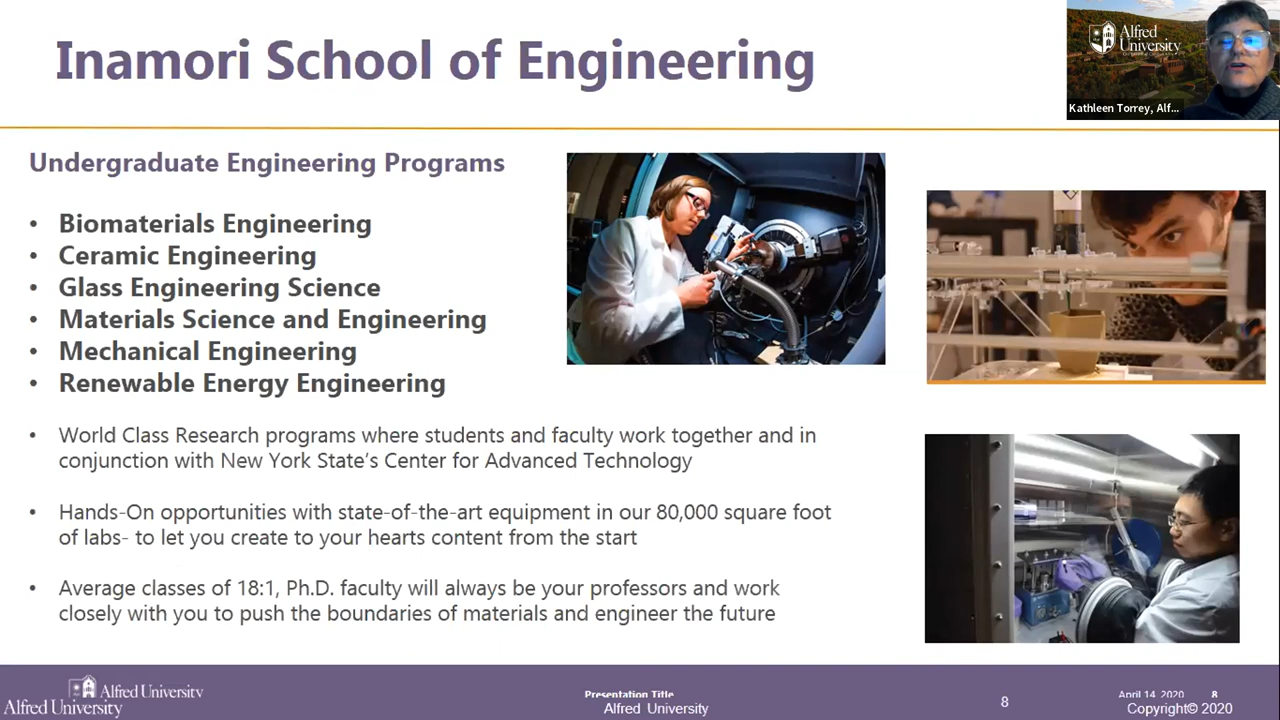 Inamori School of Engineering
Alfred
University
Kathleen Torrey, Alf...
Undergraduate Engineering Programs
• Biomaterials Engineering
• Ceramic Engineering
• Glass Engineering Science
• Materials Science and Engineering
• Mechanical Engineering
• Renewable Energy Engineering
• World Class Research programs where students and faculty work together and in
conjunction with New York State's Center for Advanced Technology
• Hands-On opportunities with state-of-the-art equipment in our 80,000 square foot
of labs- to let you create to your hearts content from the start
• Average classes of 18:1, Ph.D. faculty will always be your professors and work
closely with you to push the boundaries of materials and engineer the future
Alfred University
Alfred University
Presentation Title
Alfred University
8
April 14, 2020 8
Copyright© 2020